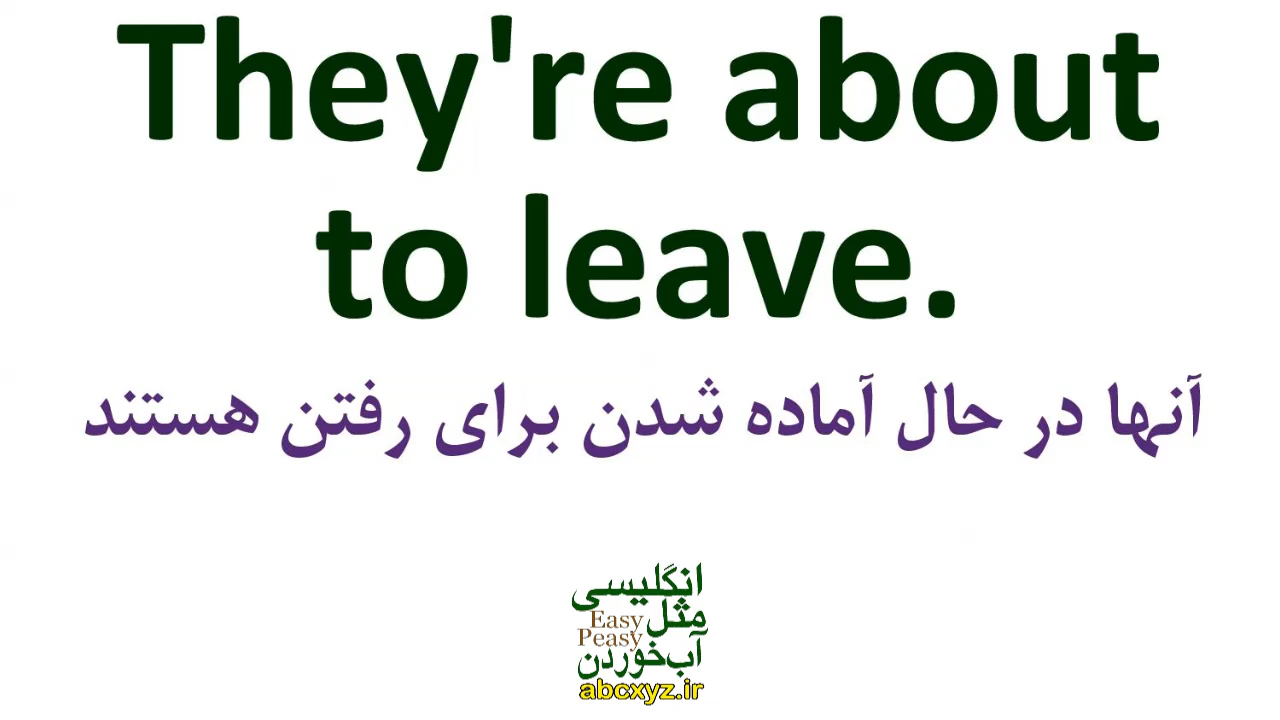 They're about
to leave.
آنها در حال آماده شدن برای رفتن هستند
انگلیسی
مثل
Easy
Peasy
آب‌خوردن
abcxyz.ir